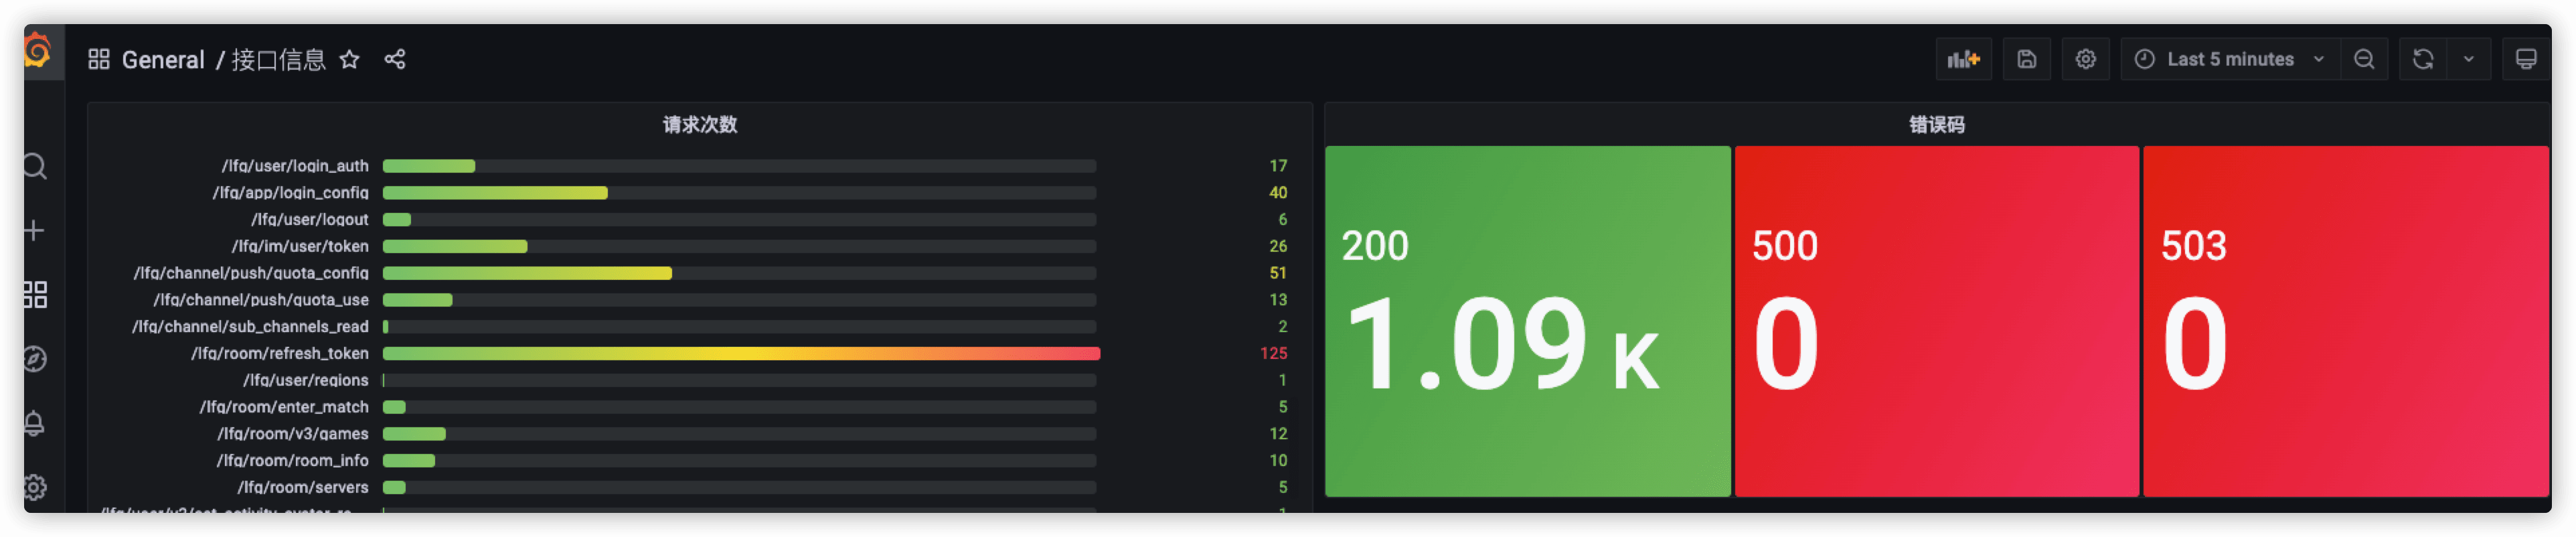 General / 接口信息
Last 5 minutes
请求次数
/lfg/user/login_auth 17
/lfg/app/login_config 40
/lfg/user/logout 6
/lfg/im/user/token 26
/lfg/channel/push/quota_config 51
/lfg/channel/push/quota_use 13
/lfg/channel/sub_channels_read 2
/lfg/room/refresh_token 125
/lfg/user/regions 1
/lfg/room/enter_match 5
/lfg/room/v3/games 12
/lfg/room/room_info 10
/lfg/room/servers 5
错误码
200
1.09 K
500
0
503
0